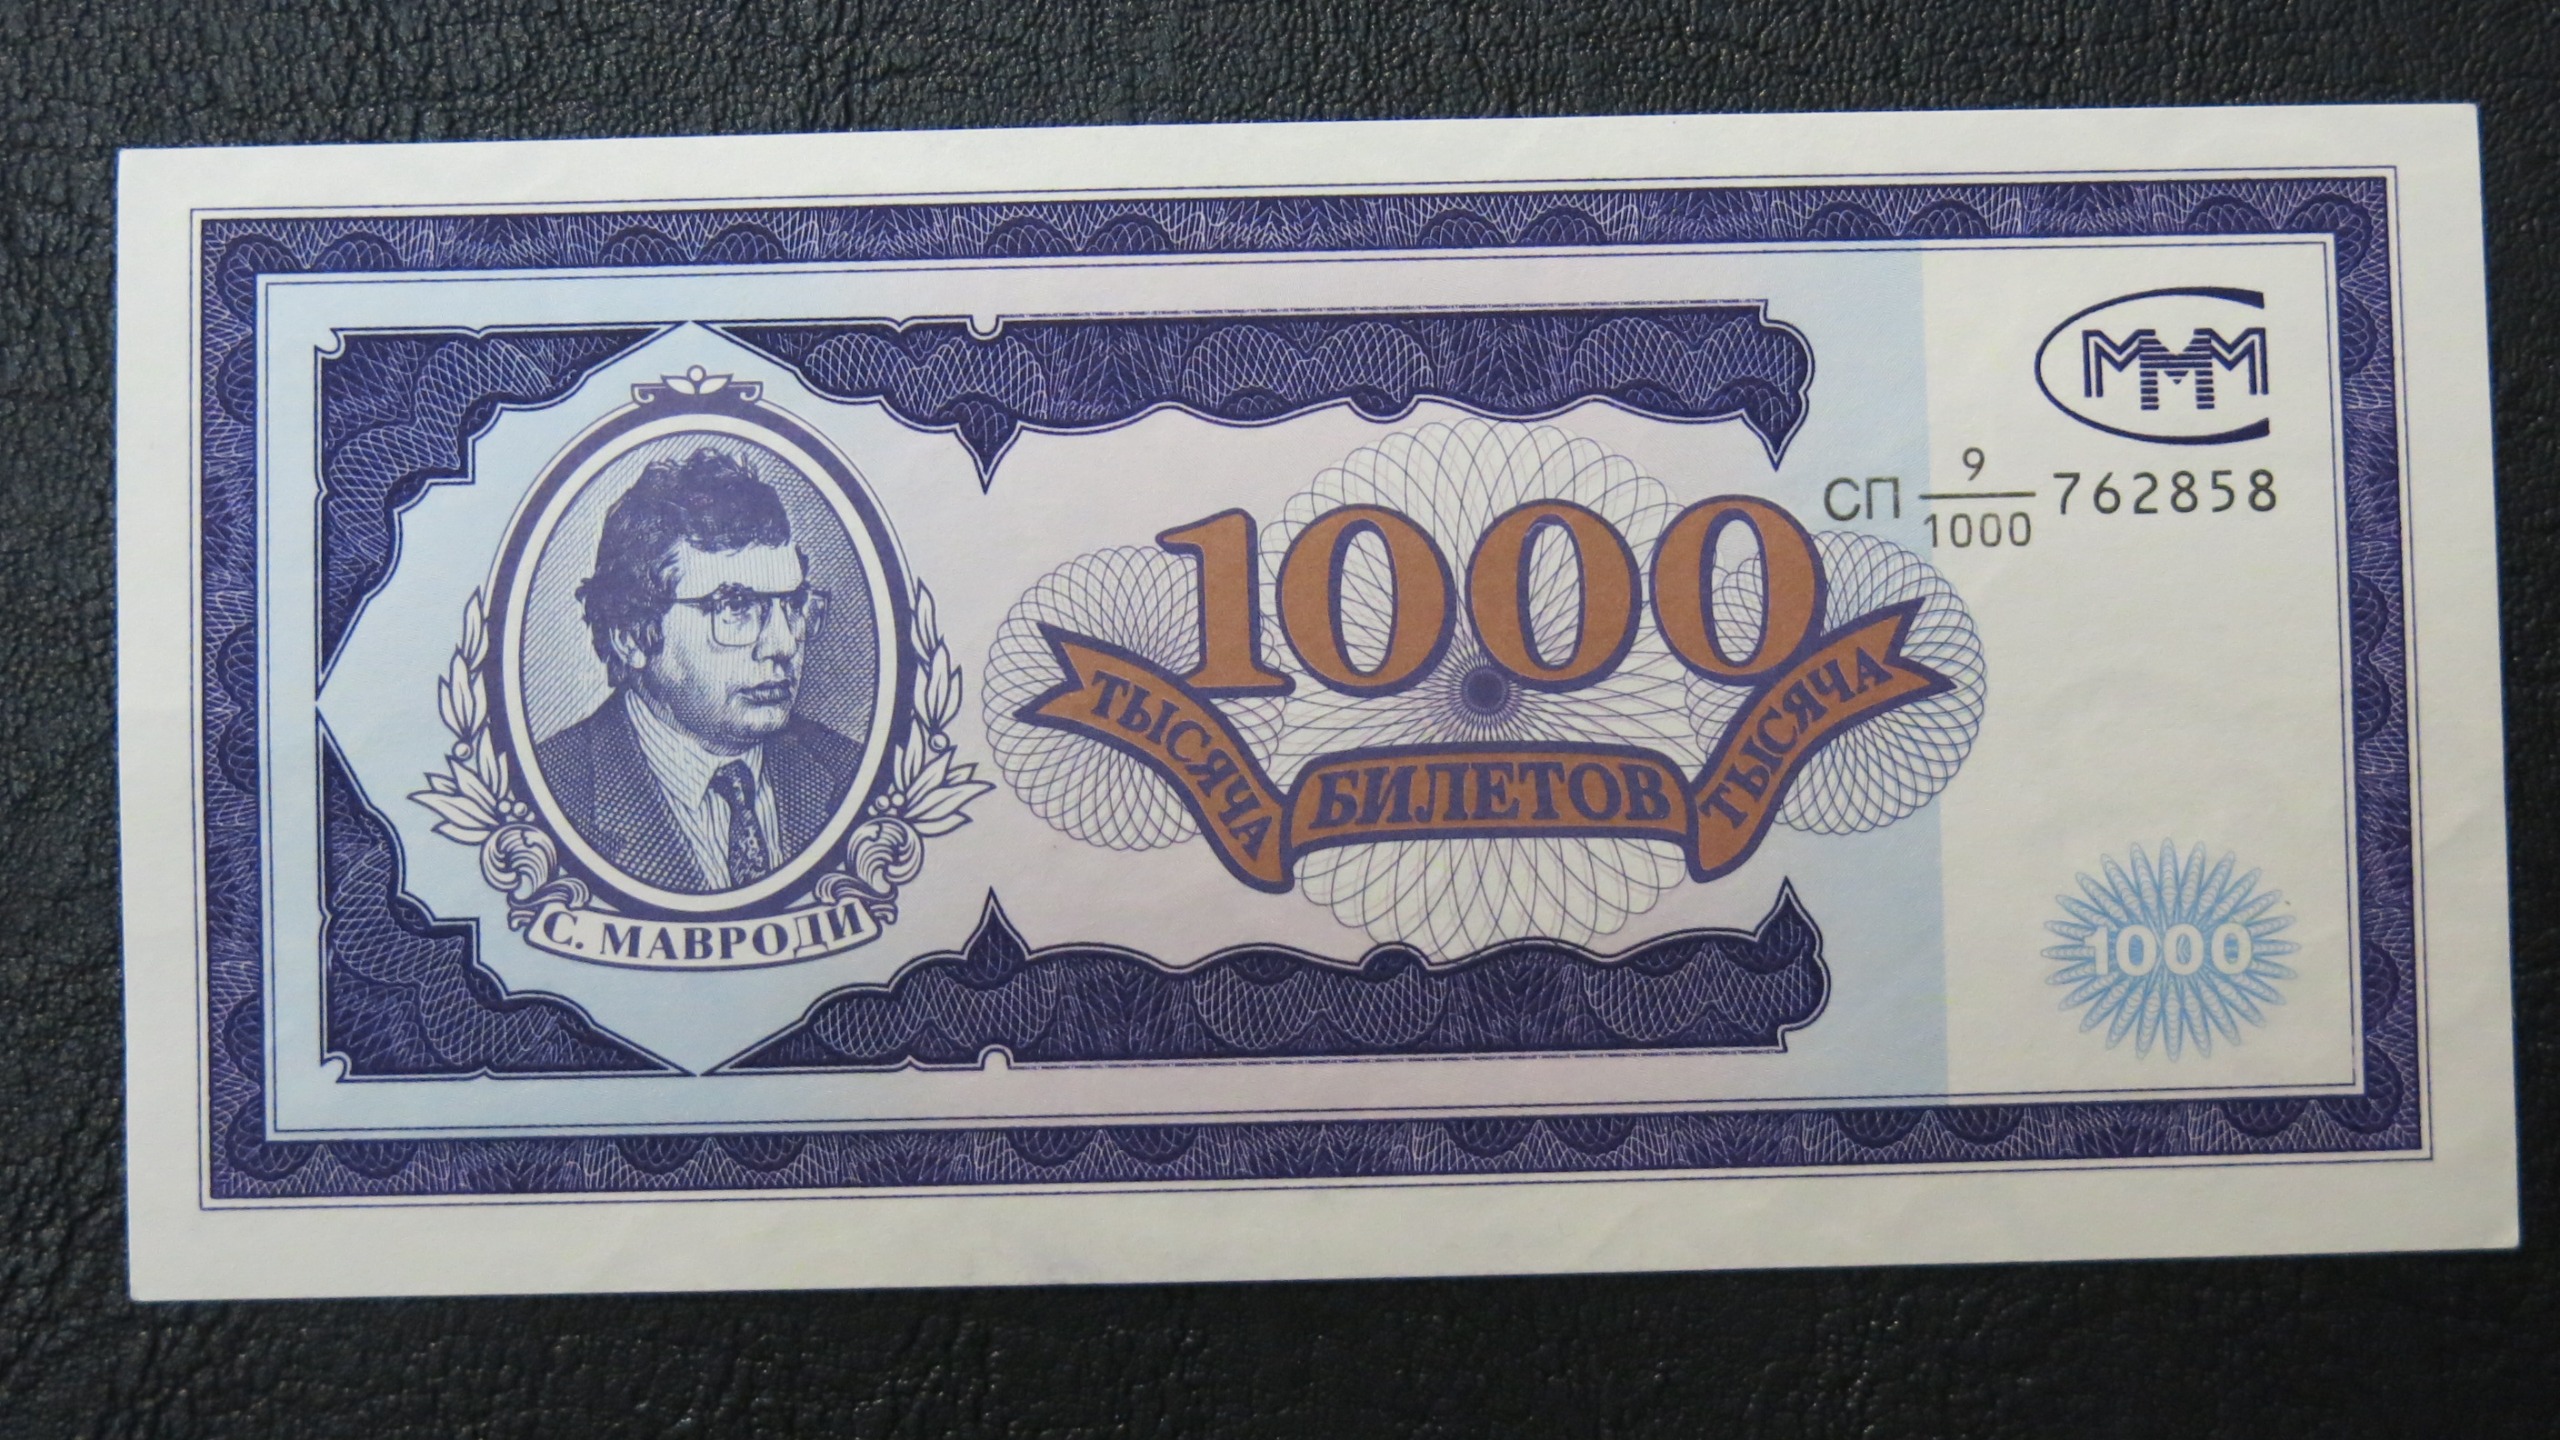 МММ
СП 9/1000 762858
1000
ТЫСЯЧА БИЛЕТОВ ТЫСЯЧА
С. МАВРОДИ
1000